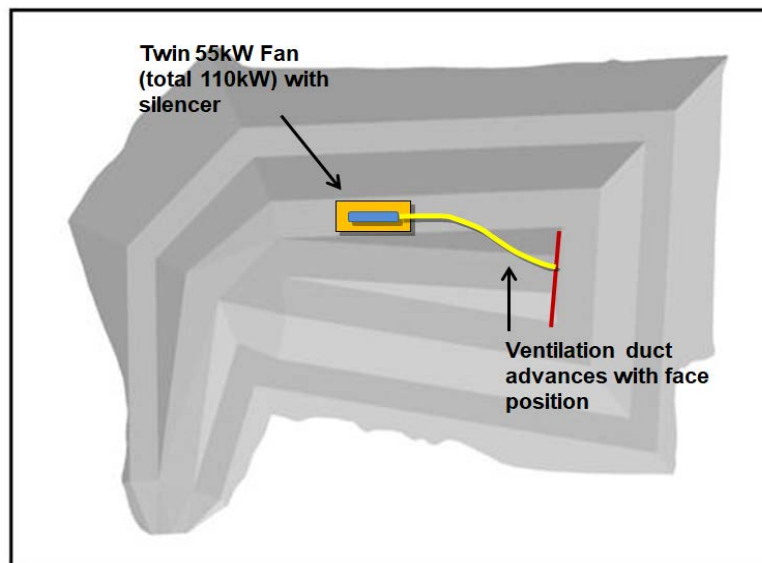 Twin 55kW Fan
(total 110kW) with
silencer
Ventilation duct
advances with face
position